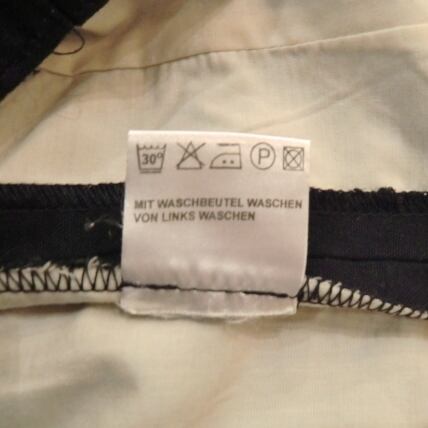 30°
P
MIT WASCHBEUTEL WASCHEN
VON LINKS WASCHEN